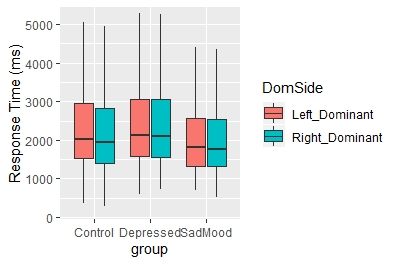 Response Time (ms)
5000
4000
3000
2000
1000
0
Control Depressed SadMood
group
DomSide
Left_Dominant
Right_Dominant